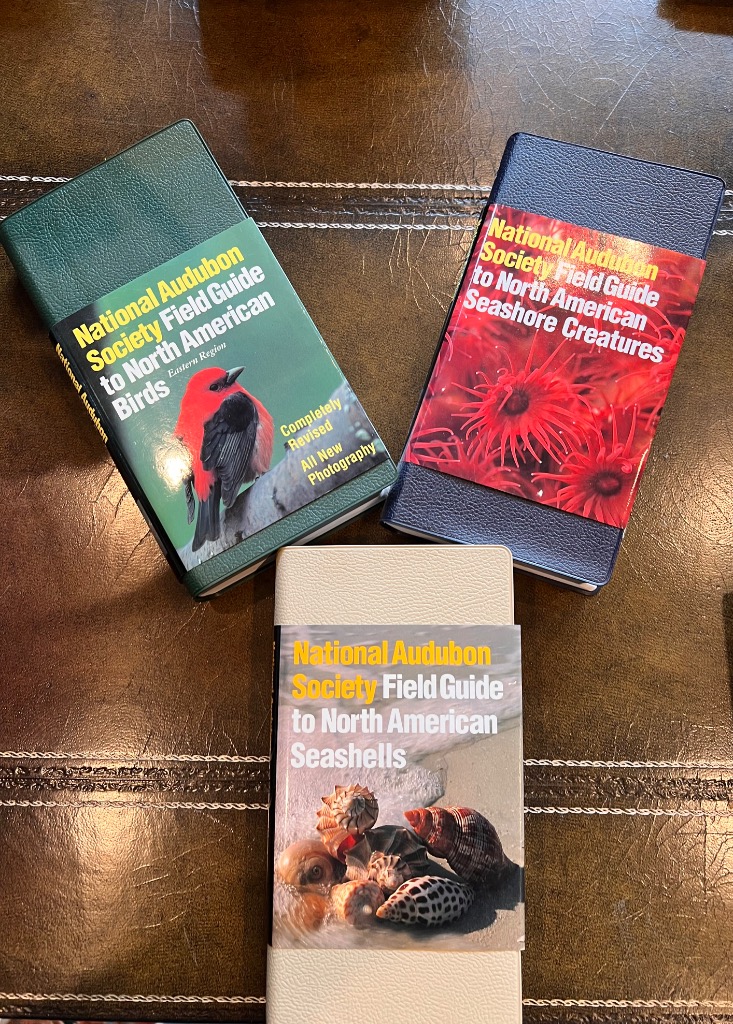 National Audubon
Society Field Guide
to North American
Birds Eastern Region
Completely
Revised
All New
Photography
National Audubon
National Audubon
Society Field Guide
to North American
Seashore Creatures
National Audubon
Society Field Guide
to North American
Seashells